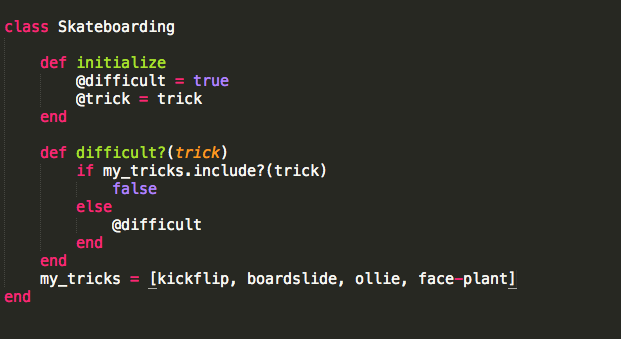 class Skateboarding
def initialize
@difficult = true
@trick = trick
end
def difficult?(trick)
if my_tricks.include?(trick)
false
else
@difficult
end
end
my_tricks = [kickflip, boardslide, ollie, face-plant]
end